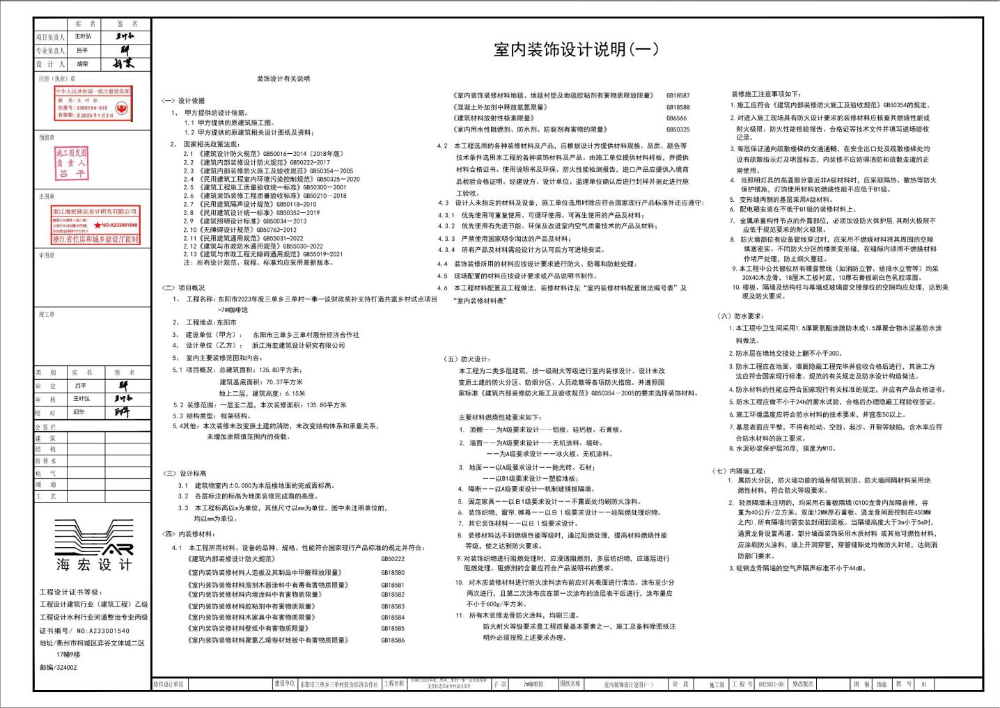 实 名 签 名
项目负责人 王叶弘
专业负责人 吕平
设 计 人 胡荣
注册（执业）章
中华人民共和国一级注册建筑师
姓 名:王 叶 弘
注册号:3300154-010
有效期:至2025年1月2日
预留章
施工图发图
负 责 人
吕 平
出图章
浙江海宏建筑设计研究有限公司
★NO:A233001540
浙江省住房和城乡建设厅监制
审图章
竣工章
类 别 实 名 签 名
审 定 吕平
审 核 王叶弘
校 对 邱华
会签栏
建 筑
结 构
给排水
电 气
暖 通
工 艺
AR
海宏设计
工程设计证书等级：
工程设计建筑行业（建筑工程）乙级
工程设计水利行业河道整治专业丙级
证书编号/ NO:A233001540
地址/衢州市柯城区弈谷文体城二区
17幢9楼
邮编/324002
室内装饰设计说明(一)
装饰设计有关说明
<一> 设计依据
1、 甲方提供的设计依据。
1.1 甲方提供的原建筑施工图。
1.2 甲方提供的原建筑相关设计图纸及资料；
2、 国家相关政策法规：
2.1 《建筑设计防火规范》GB50016—2014（2018年版）
2.2 《建筑内部装修设计防火规范》GB50222-2017
2.3 《建筑内部装修防火施工及验收规范》GB50354—2005
2.4 《民用建筑工程室内环境污染控制规范》GB50325—2020
2.5 《建筑工程施工质量验收统一标准》GB50300-2001
2.6 《建筑装饰装修工程质量验收规范》GB50210—2018
2.7 《民用建筑隔声设计规范》GB50118-2010
2.8 《民用建筑设计统一标准》GB50352—2019
2.9 《建筑照明设计标准》GB50034—2013
2.10《无障碍设计规范》GB50763—2012
2.11《民用建筑通用规范》GB55031-2022
2.12《建筑与市政防水通用规范》GB55030-2022
2.13《建筑与市政工程无障碍通用规范》GB55019-2021
注：所有设计规范、规程、标准均应采用最新版本。
<二> 项目概况
1、 工程名称：东阳市2023年度三单乡三单村一事一议财政奖补支持打造共富乡村试点项目
-7#咖啡馆
2、 工程地点：东阳市
3、 建设单位（甲方）： 东阳市三单乡三单村股份经济合作社
4、 设计单位（乙方）： 浙江海宏建筑设计研究有限公司
5、 室内主要装修范围和内容：
5.1 项目概况：总建筑面积：135.80平方米；
建筑基底面积：70.37平方米
地上二层，建筑高度：6.15米
5.2 装修范围：一层至二层，本次装修面积：135.80平方米
5.3 结构类型：框架结构。
5.4其他：本次装修未改变原土建的消防，未改变结构体系和承重关系，
未增加原限值范围内的荷载。
<三> 设计标高
3.1 建筑物室内±0.000为本层楼地面的完成面标高。
3.2 各层标注的标高为地面装修完成面的高度。
3.3 本工程标高以m为单位，其他尺寸以mm为单位。图中未注明单位的，
均以mm为单位。
<四> 内装修材料：
4.1 本工程所用材料、设备的品种、规格、性能符合国家现行产品标准的规定并符合：
《建筑内部装修设计防火规范》 GB50222
《室内装饰装修材料人造板及其制品中甲醛释放限量》 GB18580
《室内装饰装修材料溶剂木器涂料中有毒有害物质限量》 GB18581
《室内装饰装修材料内墙涂料中有害物质限量》 GB18582
《室内装饰装修材料胶粘剂中有害物质限量》 GB18583
《室内装饰装修材料木家具中有害物质限量》 GB18584
《室内装饰装修材料壁纸中有害物质限量》 GB18585
《室内装饰装修材料聚氯乙烯卷材地板中有害物质限量》 GB18586
《室内装饰装修材料地毯、地毯衬垫及地毯胶粘剂有害物质释放限量》 GB18587
《混凝土外加剂中释放氨氮限量》 GB18588
《建筑材料放射性核素限量》 GB6566
《室内用水性阻燃剂、防水剂、防腐剂有害物的限量》 GB50325
4.2 本工程选用的各种装修材料及产品，应根据设计方提供材料规格、品质、颜色等
技术条件选用本工程的各种装饰材料及产品。由施工单位提供材料样板，并提供
材料合格证书、使用说明书及环保、防火性能检测报告，进口产品应提供入境商
品检验合格证明。经建设方、设计单位、监理单位确认后进行封样并据此进行施
工验收。
4.3 设计人未指定的材料及设备，施工单位选用时除应符合国家现行产品标准外还应遵守：
4.3.1 优先使用可重复使用、可循环使用、可再生使用的产品及材料；
4.3.2 优先使用有先进节能、环保及改进室内空气质量技术的产品及材料；
4.3.3 严禁使用国家明令淘汰的产品及材料；
4.3.4 所有产品及材料需经设计方认可后方可进场安装。
4.4 装饰装修所用的材料应按设计要求进行防火、防霉和防蛀处理。
4.5 现场配置的材料应按设计要求或产品说明书制作。
4.6 本工程材料配置及工程做法，装修材料详见“室内装修材料配置做法编号表”及
“室内装修材料表”
（五）防火设计：
本工程为二类多层建筑，按一级耐火等级进行室内装修设计。设计未改
变原土建的防火分区、防烟分区、人员疏散等各项防火措施。并遵照国
家标准《建筑内部装修防火施工及验收规范》GB50354－2005的要求选择装饰材料。
主要材料燃烧性能要求如下：
1. 顶棚－－为A级要求设计－－铝板、硅钙板、石膏板。
2. 墙面－－为A级要求设计－－无机涂料、墙砖。
－－为A级要求设计－－冰火板、无机涂料。
3. 地面－－以A级要求设计－－抛光砖、石材；
－－以B1级要求设计－塑胶地板；
4. 隔断－－以A级要求设计--机制玻镁板隔墙。
5. 固定家具－－以Ｂ１级要求设计－－不露面处均刷防火涂料。
6. 装饰织物，窗帘．帷幕－－以Ｂ１级要求设计－－经阻燃处理织物。
7. 其它装饰材料－－以Ｂ１级要求设计。
8. 装修材料达不到燃烧性能等级时，通过阻燃处理，提高材料燃烧性能
等级，使之达到防火要求。
9. 对装饰织物进行阻燃处理时，应浸透阻燃剂，多层纺织物，应逐层进行
阻燃处理。阻燃剂的含量应符合产品说明书的要求。
10. 对木质装修材料进行防火涂料涂布前应对其表面进行清洁。涂布至少分
两次进行，且第二次涂布应在第一次涂布的涂层表干后进行，涂布量应
不小于600g/平方米。
11. 所有木装修龙骨防火涂料，均刷三道。
防火耐火等级要求是工程质量基本要素之一，施工及备料除图纸注
明外必须按照上述要求办理。
装修施工注意事项如下：
1. 施工应符合《建筑内部装修防火施工及验收规范》GB50354的规定。
2. 对进入施工现场具有防火设计要求的装修材料应核查其燃烧性能或
耐火极限、防火性能检验报告、合格证等技术文件并填写进场验收
记录。
3. 每层保证通向疏散楼梯的交通通畅，在安全出口处及疏散楼梯处均
设有疏散指示灯及明显标志，内装修不应妨碍消防和疏散走道的正
常使用。
4. 当照明灯具的高温部分靠近非A级材料时，应采取隔热、散热等防火
保护措施，灯饰使用材料的燃烧性能不应低于B1级。
5. 变形缝两侧的基层采用A级材料。
6. 配电箱安装在不低于B1级的装修材料上。
7. 金属承重构件节点的外露部位，必须加设防火保护层,其耐火极限不
应低于规范要求的耐火极限。
8. 防火墙部位有设备管线穿过时，应采用不燃烧材料将其周围的空隙
填塞密实。不同防火分区的楼面变形缝，在缝隙内须用不燃烧材料
作堵严处理，防止烟火蔓延。
9. 本工程中公共部位所有裸露管线（如消防立管、给排水立管等）均采
30X40木龙骨，18厘木工板衬底，10厚石膏板刷白色乳胶漆面。
10. 楼板、隔墙及结构柱与幕墙或玻璃窗交接部位的空隙均应处理，达到美
观及防火要求。
（六）防水要求：
1. 本工程中卫生间采用1.5厚聚氨酯涂膜防水或1.5厚聚合物水泥基防水涂
料做法。
2. 防水层在墙地交接处上翻不小于300。
3. 防水工程应在地面、墙面隐蔽工程完毕并验收合格后进行，其施工方
法应符合国家现行标准、规范的有关规定及防水设计构造做法。
4. 防水材料的性能应符合国家现行有关标准的规定，并应有产品合格证书。
5. 防水工程应做不小于24h的蓄水试验，合格后办理隐蔽工程验收签证。
6. 施工环境温度应符合防水材料的技术要求，并宜在5C以上。
7. 基层表面应平整，不得有松动、空鼓、起沙、开裂等缺陷，含水率应符
合防水材料的施工要求。
8. 水泥砂浆保护层20厚，强度为M10。
（七）内隔墙工程：
1. 属防火分区，防火墙功能的墙身砌筑到顶。防火墙间隔材料采用绝
燃性材料，符合防火等级要求。
2. 轻质隔墙未注明的，均采用石膏板隔墙(C100龙骨内加隔音棉，容
重为40公斤/立方米、双面12MM厚石膏板、竖龙骨间距控制在450MM
之内).所有隔墙均需安装封闭到梁板。当隔墙高度大于3m小于5m时，
通贯龙骨设置两道。部分墙面装饰采用木质材料 或其他可燃性材料，
应涂刷防火涂料，墙上开洞穿管，穿管缝隙处均做防火封堵，达到消
防部门要求。
3. 轻钢龙骨隔墙的空气声隔声标准不小于44dB。
协作设计单位 建设单位 东阳市三单乡三单村股份经济合作社 工程名称 东阳市2023年度三单乡三单村一事一议财政奖补 支持打造共富乡村试点项目 子 项 7#咖啡馆 图纸名称 室内装饰设计说明(一) 阶 段 施工图 工 程 号 HH23011-08 修改版次 图 别 饰施 图 号 01